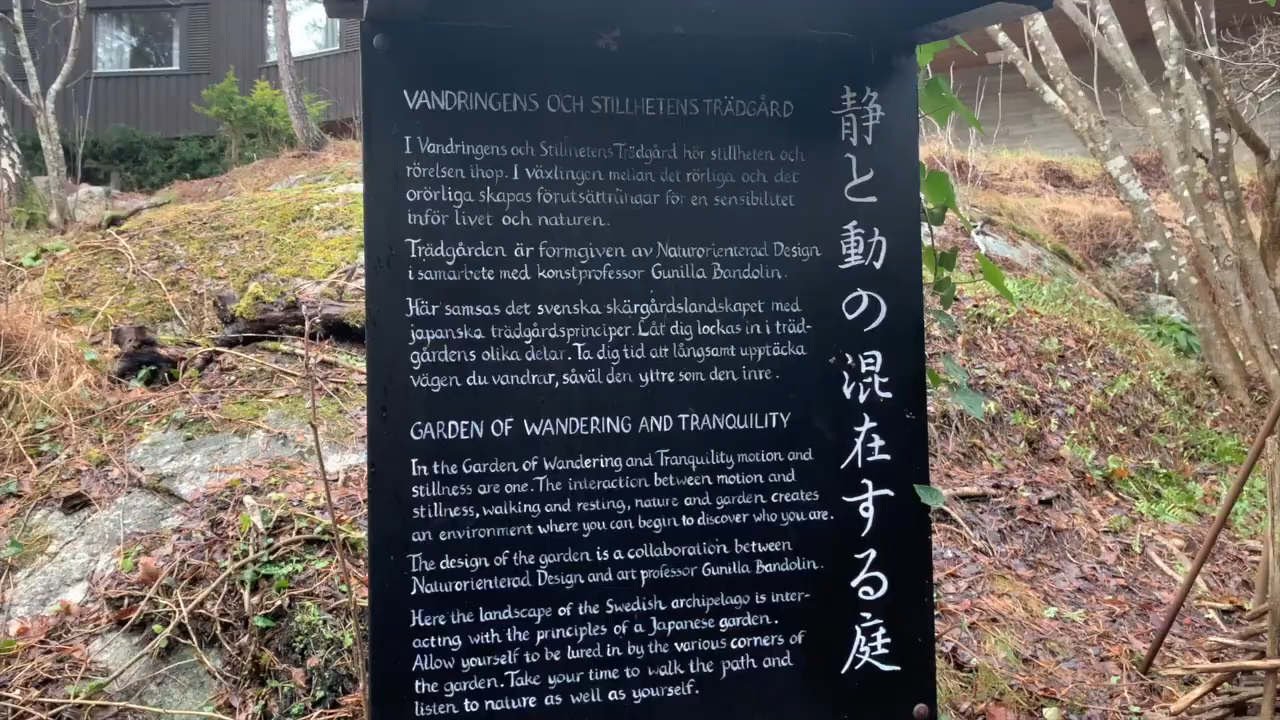 VANDRINGENS OCH STILLHETENS TRÄDGÅRD
I Vandringens och Stillhetens Trädgård hör stillheten och
rörelsen ihop. I växlingen mellan det rörliga och det
orörliga skapas förutsättningar för en sensibilitet
inför livet och naturen.
Trädgården är formgiven av Naturorienterad Design
i samarbete med konstprofessor Gunilla Bandolin.
Här samsas det svenska skärgårdslandskapet med
japanska trädgårdsprinciper. Låt dig lockas in i träd-
gårdens olika delar. Ta dig tid att långsamt upptäcka
vägen du vandrar, såväl den yttre som den inre.
GARDEN OF WANDERING AND TRANQUILITY
In the Garden of Wandering and Tranquility motion and
stillness are one. The interaction between motion and
stillness, walking and resting, nature and garden creates
an environment where you can begin to discover who you are.
The design of the garden is a collaboration between
Naturorienterad Design and art professor Gunilla Bandolin.
Here the landscape of the Swedish archipelago is inter-
acting with the principles of a Japanese garden.
Allow yourself to be lured in by the various corners of
the garden. Take your time to walk the path and
listen to nature as well as yourself.
静と動の混在する庭